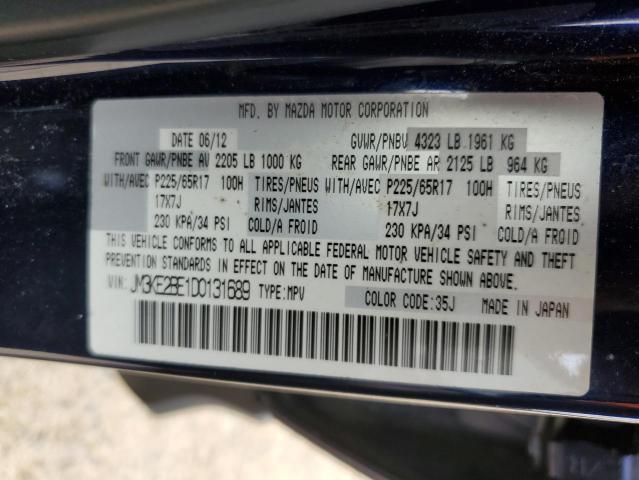 MFD. BY MAZDA MOTOR CORPORATION
DATE 06/12 GVWR/PNBV 4323 LB 1961 KG
FRONT GAWR/PNBE AV 2205 LB 1000 KG REAR GAWR/PNBE AR 2125 LB 964 KG
WITH/AVEC P225/65R17 100H TIRES/PNEUS WITH/AVEC P225/65R17 100H TIRES/PNEUS
17X7J RIMS/JANTES 17X7J RIMS/JANTES
230 KPA/34 PSI COLD/A FROID 230 KPA/34 PSI COLD/A FROID
THIS VEHICLE CONFORMS TO ALL APPLICABLE FEDERAL MOTOR VEHICLE SAFETY AND THEFT
PREVENTION STANDARDS IN EFFECT ON THE DATE OF MANUFACTURE SHOWN ABOVE.
VIN: JM3KE2BE1D0131689 TYPE:MPV COLOR CODE:35J MADE IN JAPAN